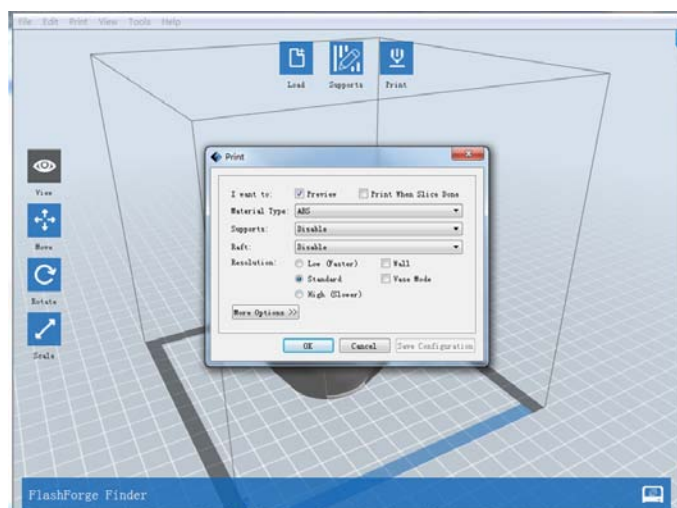 File Edit Print View Tools Help
Load Supports Print
View
Move
Rotate
Scale
Print
I want to: Preview Print When Slice Done
Material Type: ABS
Supports: Disable
Raft: Disable
Resolution: Low (Faster) Wall
Standard Vase Mode
High (Slower)
More Options >>
OK Cancel Save Configuration
FlashForge Finder